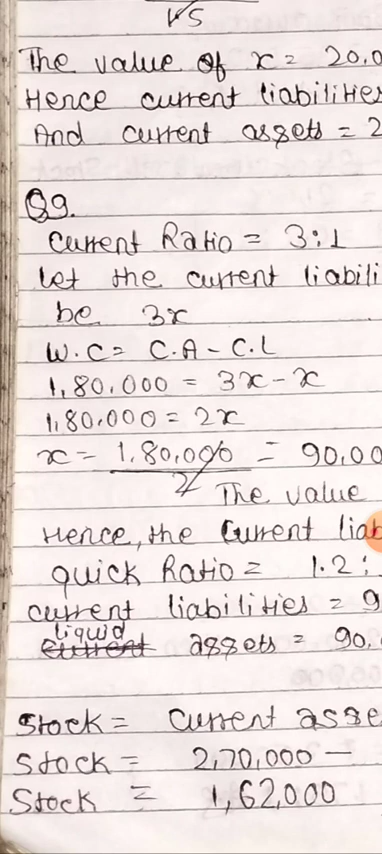 VS
The value of x = 20,0
Hence current liabilities
And current assets = 2
Q9.
Current Ratio = 3:1
Let the current liabili
be 3x
W.C = C.A - C.L
1,80,000 = 3x - x
1,80,000 = 2x
x = 1,80,000 = 90,00
2
The value
Hence, the Current liab
quick Ratio = 1.2:
current liabilities = 9
liquid
current assets = 90,
Stock = Current asse
Stock = 2,70,000 -
Stock = 1,62,000